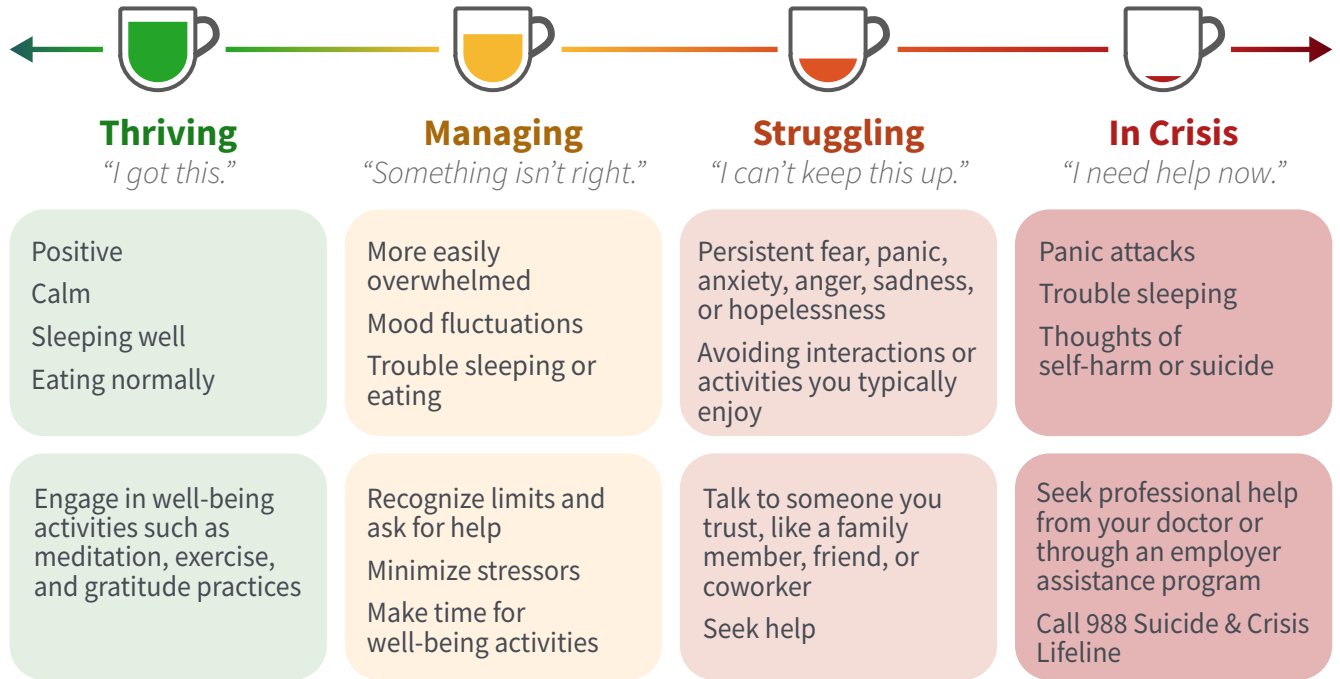 Thriving
“I got this.”
Managing
“Something isn’t right.”
Struggling
“I can’t keep this up.”
In Crisis
“I need help now.”
Positive
Calm
Sleeping well
Eating normally
More easily
overwhelmed
Mood fluctuations
Trouble sleeping or
eating
Persistent fear, panic,
anxiety, anger, sadness,
or hopelessness
Avoiding interactions or
activities you typically
enjoy
Panic attacks
Trouble sleeping
Thoughts of
self-harm or suicide
Engage in well-being
activities such as
meditation, exercise,
and gratitude practices
Recognize limits and
ask for help
Minimize stressors
Make time for
well-being activities
Talk to someone you
trust, like a family
member, friend, or
coworker
Seek help
Seek professional help
from your doctor or
through an employer
assistance program
Call 988 Suicide & Crisis
Lifeline